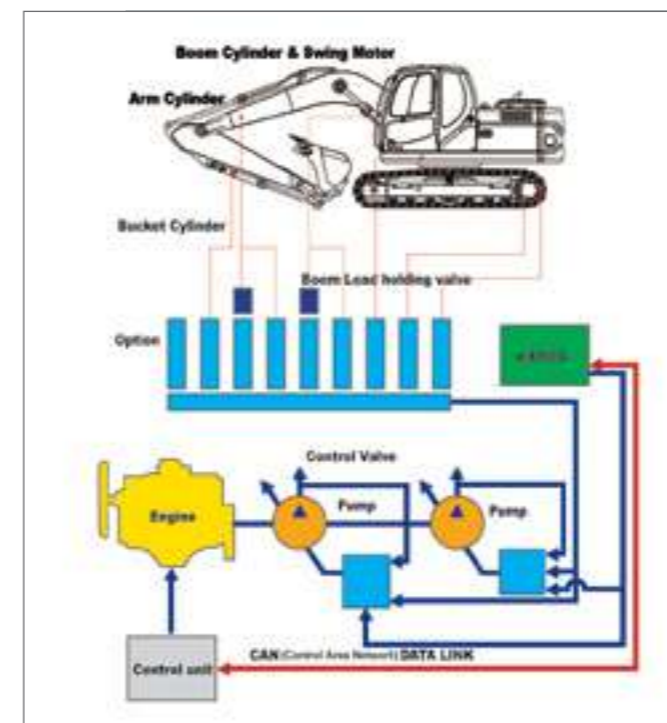 Boom Cylinder & Swing Motor
Arm Cylinder
Bucket Cylinder
Boom Load holding valve
Option
Control Valve
Engine
Pump
Pump
Control unit
CAN (Control Area Network) DATA LINK